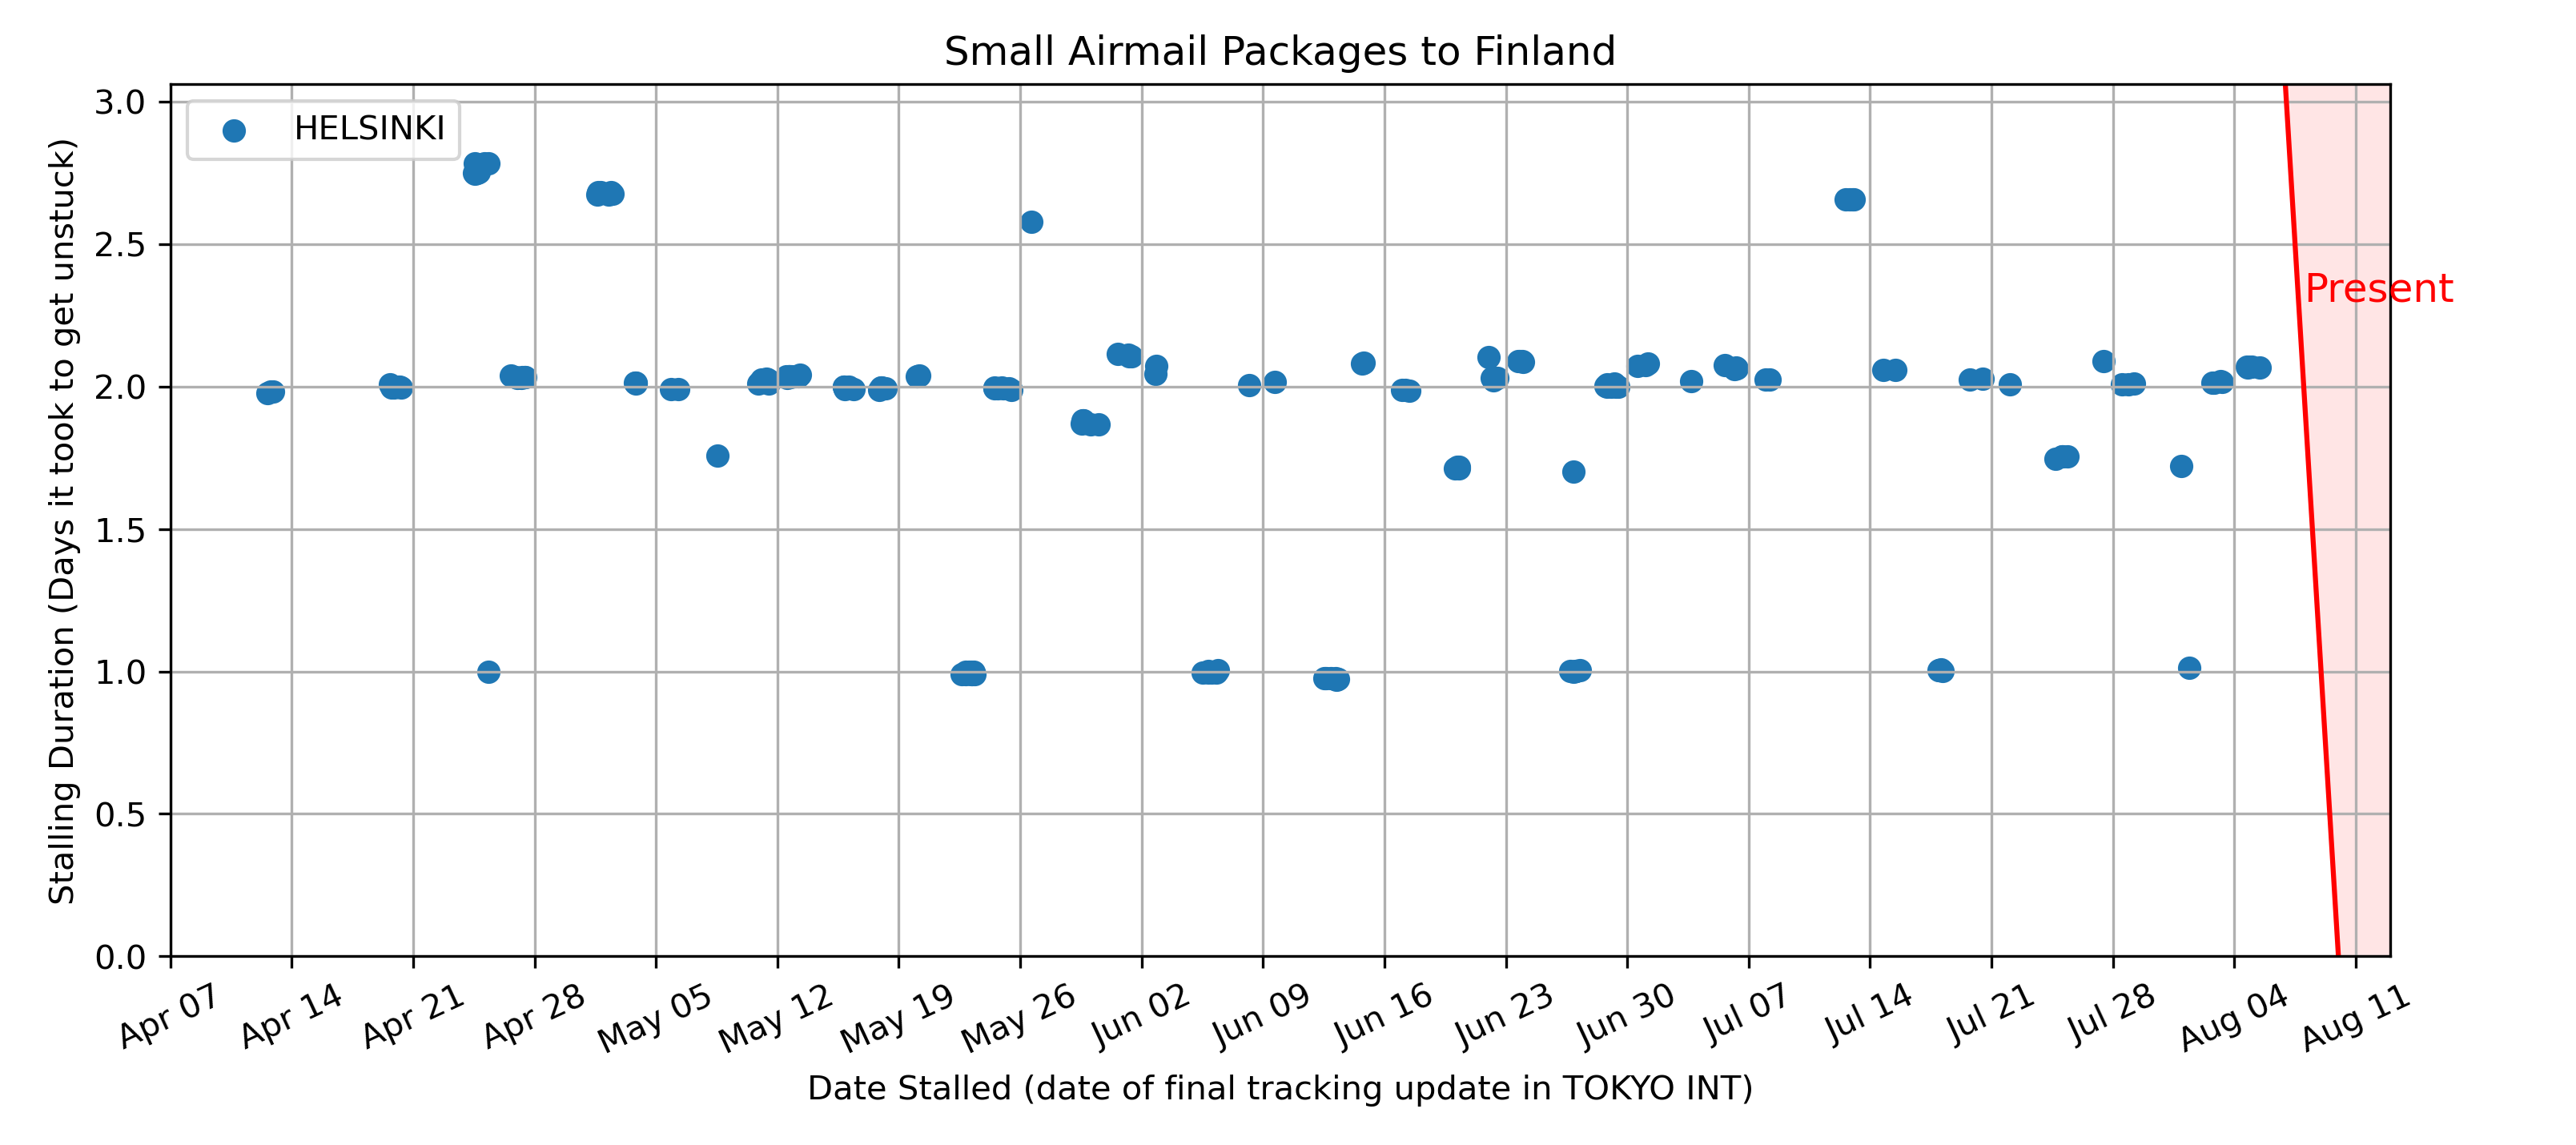 Small Airmail Packages to Finland
HELSINKI
Present
Stalling Duration (Days it took to get unstuck)
3.0
2.5
2.0
1.5
1.0
0.5
0.0
Apr 07
Apr 14
Apr 21
Apr 28
May 05
May 12
May 19
May 26
Jun 02
Jun 09
Jun 16
Jun 23
Jun 30
Jul 07
Jul 14
Jul 21
Jul 28
Aug 04
Aug 11
Date Stalled (date of final tracking update in TOKYO INT)